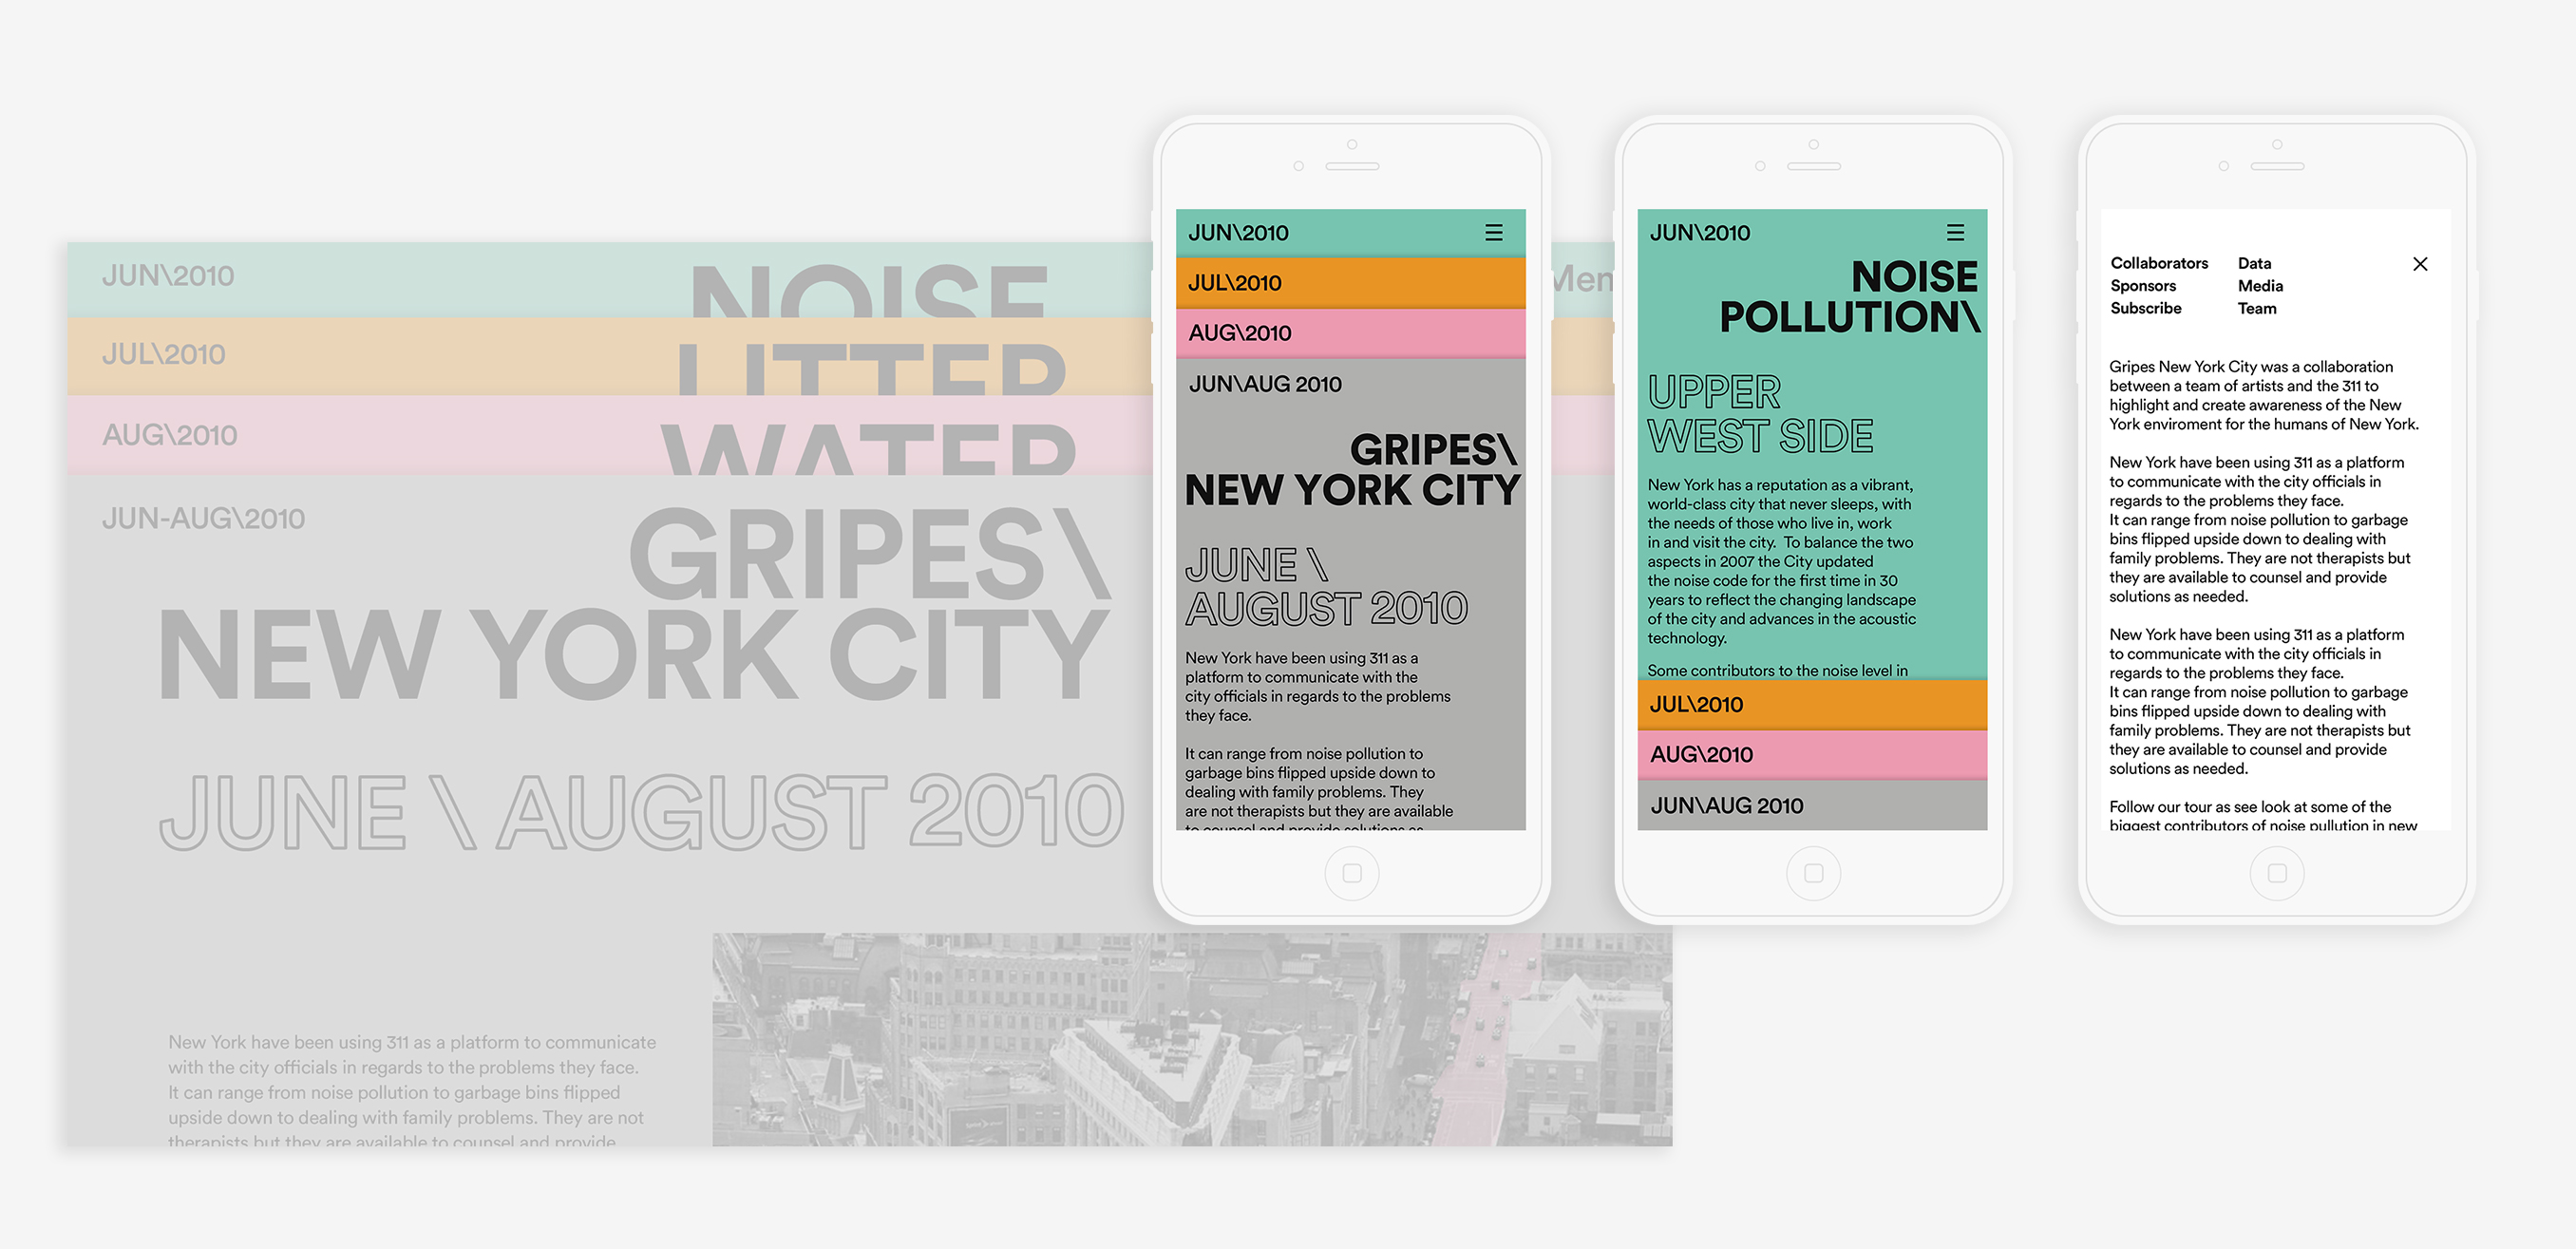 JUN\2010
NOISE
Men
JUL\2010
LITTER
AUG\2010
WATER
JUN-AUG\2010
GRIPES\
NEW YORK CITY
JUNE \ AUGUST 2010
New York have been using 311 as a platform to communicate
with the city officials in regards to the problems they face.
It can range from noise pollution to garbage bins flipped
upside down to dealing with family problems. They are not
therapists but they are available to counsel and provide
JUN\2010
JUL\2010
AUG\2010
JUN\AUG 2010
GRIPES\
NEW YORK CITY
JUNE \
AUGUST 2010
New York have been using 311 as a
platform to communicate with the
city officials in regards to the problems
they face.
It can range from noise pollution to
garbage bins flipped upside down to
dealing with family problems. They
are not therapists but they are available
to counsel and provide solutions as
JUN\2010
NOISE
POLLUTION\
UPPER
WEST SIDE
New York has a reputation as a vibrant,
world-class city that never sleeps, with
the needs of those who live in, work
in and visit the city. To balance the two
aspects in 2007 the City updated
the noise code for the first time in 30
years to reflect the changing landscape
of the city and advances in the acoustic
technology.
Some contributors to the noise level in
JUL\2010
AUG\2010
JUN\AUG 2010
Collaborators Data
Sponsors Media
Subscribe Team
Gripes New York City was a collaboration
between a team of artists and the 311 to
highlight and create awareness of the New
York enviroment for the humans of New York.
New York have been using 311 as a platform
to communicate with the city officials in
regards to the problems they face.
It can range from noise pollution to garbage
bins flipped upside down to dealing with
family problems. They are not therapists but
they are available to counsel and provide
solutions as needed.
New York have been using 311 as a platform
to communicate with the city officials in
regards to the problems they face.
It can range from noise pollution to garbage
bins flipped upside down to dealing with
family problems. They are not therapists but
they are available to counsel and provide
solutions as needed.
Follow our tour as see look at some of the
biggest contributors of noise pullution in new